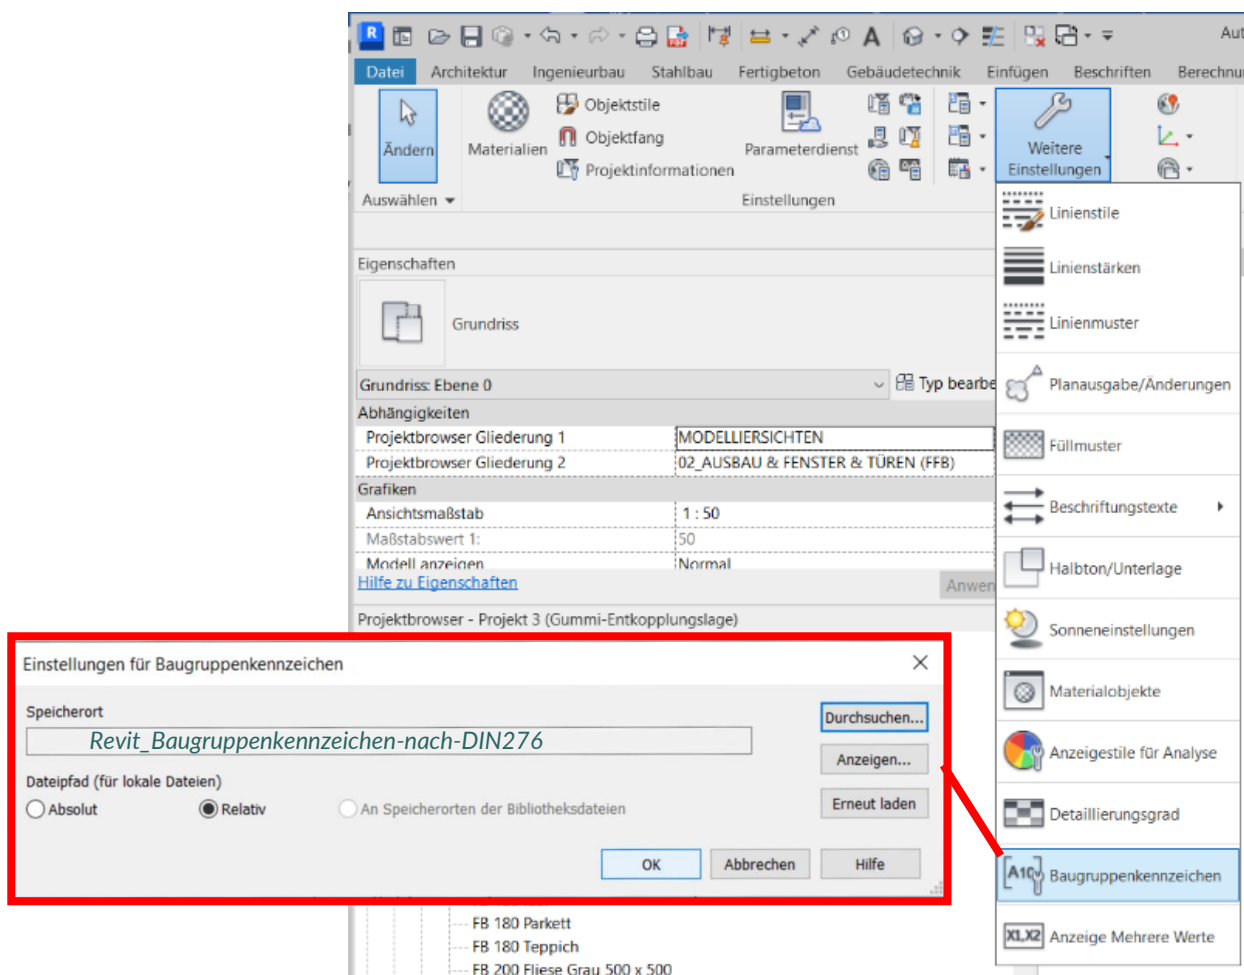 Aut
Datei Architektur Ingenieurbau Stahlbau Fertigbeton Gebäudetechnik Einfügen Beschriften Berechnu
Ändern
Materialien
Objektstile
Objektfang
Projektinformationen
Parameterdienst
Weitere
Einstellungen
Auswählen
Einstellungen
Linienstile
Linienstärken
Linienmuster
Planausgabe/Änderungen
Füllmuster
Beschriftungstexte
Halbton/Unterlage
Sonneneinstellungen
Materialobjekte
Anzeigestile für Analyse
Detaillierungsgrad
Baugruppenkennzeichen
X1,X2 Anzeige Mehrere Werte
Eigenschaften
Grundriss
Grundriss: Ebene 0
Typ bearbe
Abhängigkeiten
Projektbrowser Gliederung 1 MODELLIERSICHTEN
Projektbrowser Gliederung 2 02_AUSBAU & FENSTER & TÜREN (FFB)
Grafiken
Ansichtsmaßstab 1 : 50
Maßstabswert 1: 50
Modell anzeigen Normal
Hilfe zu Eigenschaften Anwen
Projektbrowser - Projekt 3 (Gummi-Entkopplungslage)
Einstellungen für Baugruppenkennzeichen
Speicherort
Revit_Baugruppenkennzeichen-nach-DIN276
Durchsuchen...
Anzeigen...
Erneut laden
Dateipfad (für lokale Dateien)
Absolut Relativ An Speicherorten der Bibliotheksdateien
OK Abbrechen Hilfe
FB 180 Parkett
FB 180 Teppich
FB 200 Fliese Grau 500 x 500